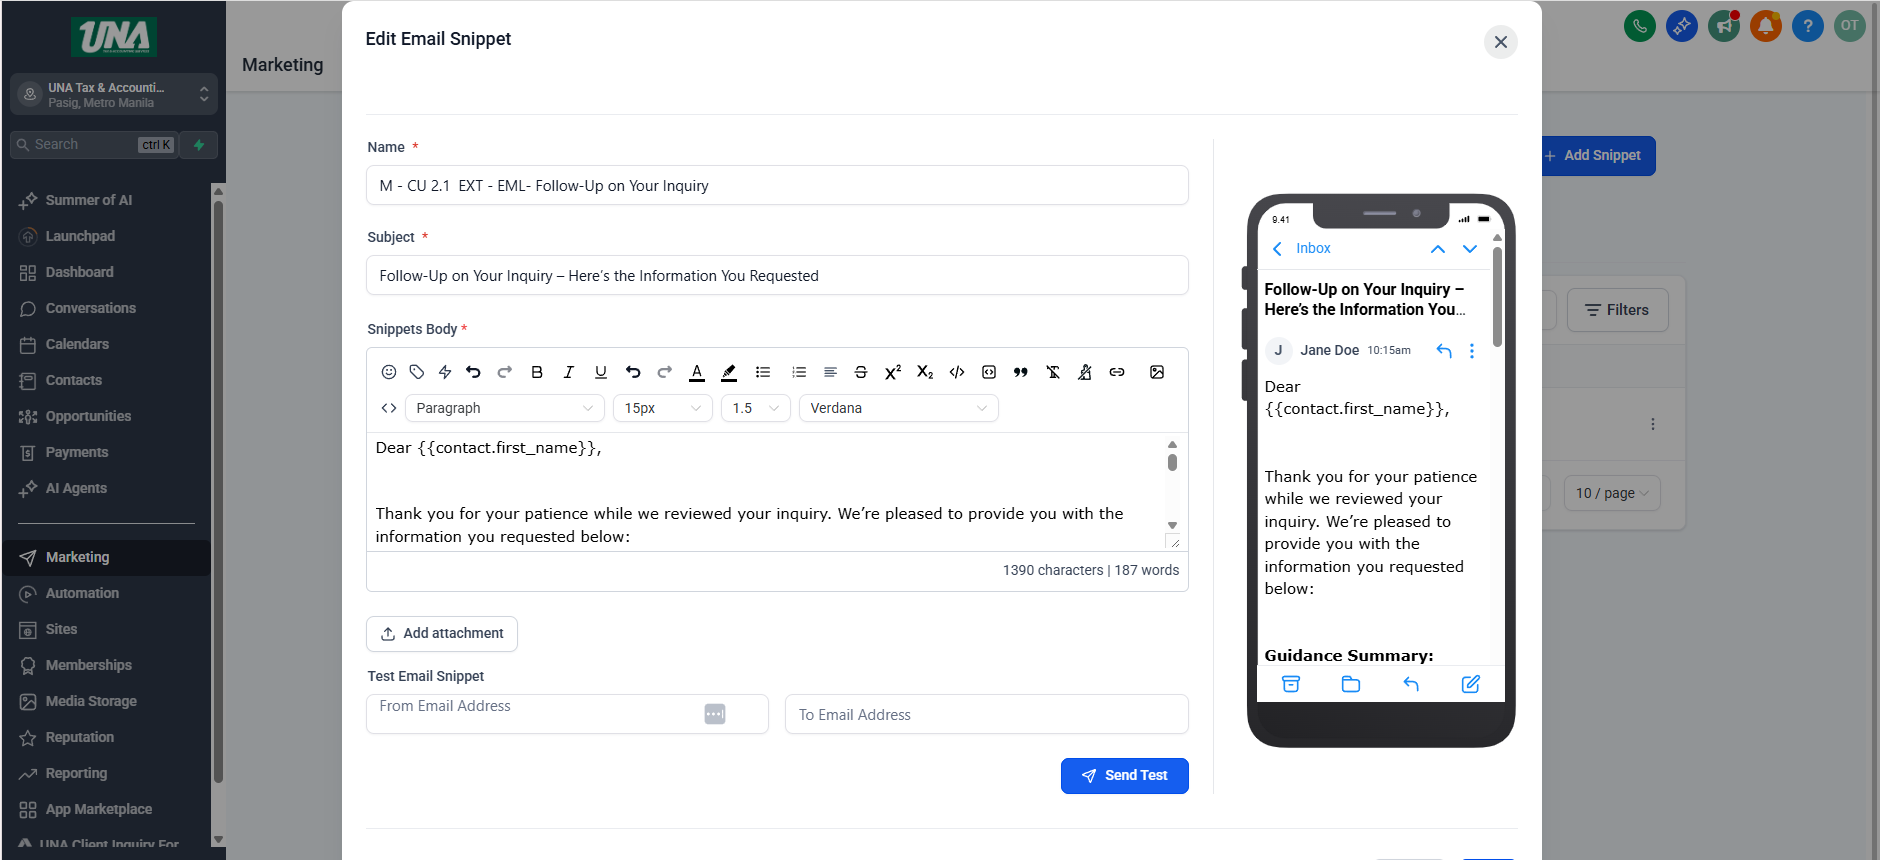 UNA
UNA Tax & Accounti...
Pasig, Metro Manila
Search
ctrl K
Summer of AI
Launchpad
Dashboard
Conversations
Calendars
Contacts
Opportunities
Payments
AI Agents
Marketing
Automation
Sites
Memberships
Media Storage
Reputation
Reporting
App Marketplace
UNA Client Inquiry For
Marketing
OT
Add Snippet
Filters
10 / page
Edit Email Snippet
Name *
M - CU 2.1  EXT - EML- Follow-Up on Your Inquiry
Subject *
Follow-Up on Your Inquiry – Here’s the Information You Requested
Snippets Body *
Paragraph
15px
1.5
Verdana
Dear {{contact.first_name}},
Thank you for your patience while we reviewed your inquiry. We’re pleased to provide you with the
information you requested below:
1390 characters | 187 words
Add attachment
Test Email Snippet
From Email Address
To Email Address
Send Test
9.41
Inbox
Follow-Up on Your Inquiry –
Here’s the Information You...
J
Jane Doe
10:15am
Dear
{{contact.first_name}},
Thank you for your patience
while we reviewed your
inquiry. We’re pleased to
provide you with the
information you requested
below:
Guidance Summary: